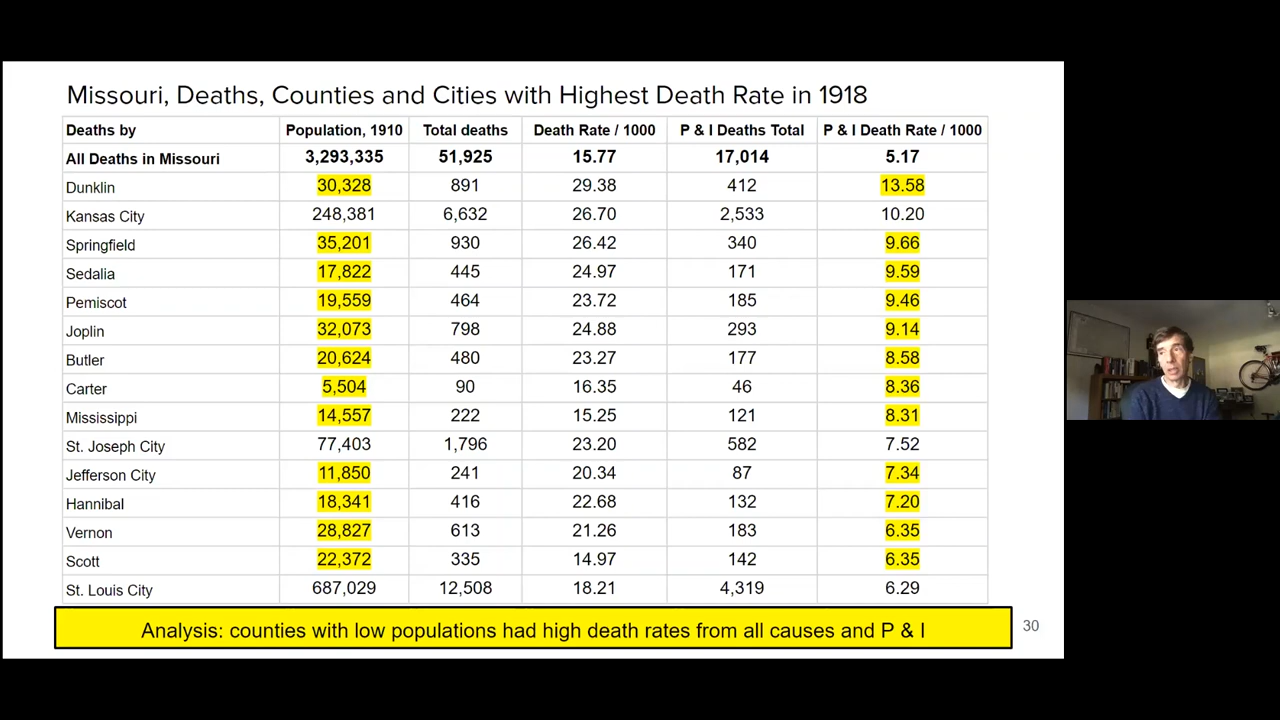 Missouri, Deaths, Counties and Cities with Highest Death Rate in 1918
Deaths by Population, 1910 Total deaths Death Rate / 1000 P & I Deaths Total P & I Death Rate / 1000
All Deaths in Missouri 3,293,335 51,925 15.77 17,014 5.17
Dunklin 30,328 891 29.38 412 13.58
Kansas City 248,381 6,632 26.70 2,533 10.20
Springfield 35,201 930 26.42 340 9.66
Sedalia 17,822 445 24.97 171 9.59
Pemiscot 19,559 464 23.72 185 9.46
Joplin 32,073 798 24.88 293 9.14
Butler 20,624 480 23.27 177 8.58
Carter 5,504 90 16.35 46 8.36
Mississippi 14,557 222 15.25 121 8.31
St. Joseph City 77,403 1,796 23.20 582 7.52
Jefferson City 11,850 241 20.34 87 7.34
Hannibal 18,341 416 22.68 132 7.20
Vernon 28,827 613 21.26 183 6.35
Scott 22,372 335 14.97 142 6.35
St. Louis City 687,029 12,508 18.21 4,319 6.29
Analysis: counties with low populations had high death rates from all causes and P & I
30